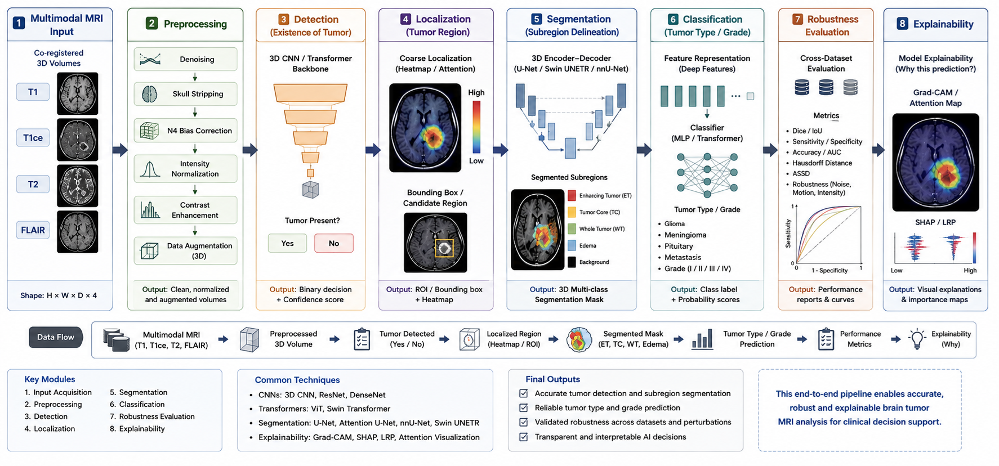 1 Multimodal MRI
Input
Co-registered
3D Volumes
T1
T1ce
T2
FLAIR
Shape: H × W × D × 4
2 Preprocessing
Denoising
Skull Stripping
N4 Bias Correction
Intensity
Normalization
Contrast
Enhancement
Data Augmentation
(3D)
Output: Clean, normalized
and augmented volumes
3 Detection
(Existence of Tumor)
3D CNN / Transformer
Backbone
Tumor Present?
Yes
No
Output: Binary decision
+ Confidence score
4 Localization
(Tumor Region)
Coarse Localization
(Heatmap / Attention)
High
Low
Bounding Box /
Candidate Region
Output: ROI / Bounding box
+ Heatmap
5 Segmentation
(Subregion Delineation)
3D Encoder–Decoder
(U-Net / Swin UNETR / nnU-Net)
Segmented Subregions
Enhancing Tumor (ET)
Tumor Core (TC)
Whole Tumor (WT)
Edema
Background
Output: 3D Multi-class
Segmentation Mask
6 Classification
(Tumor Type / Grade)
Feature Representation
(Deep Features)
...
Classifier
(MLP / Transformer)
Tumor Type / Grade
• Glioma
• Meningioma
• Pituitary
• Metastasis
• Grade (I / II / III / IV)
Output: Class label
+ Probability scores
7 Robustness
Evaluation
Cross-Dataset
Evaluation
Metrics
• Dice / IoU
• Sensitivity / Specificity
• Accuracy / AUC
• Hausdorff Distance
• ASSD
• Robustness (Noise,
Motion, Intensity)
1
Sensitivity
0
0
1 - Specificity
1
Output: Performance
reports & curves
8 Explainability
Model Explainability
(Why this prediction?)
Grad-CAM /
Attention Map
SHAP / LRP
Low
High
Output: Visual explanations
& importance maps
Data Flow
Multimodal MRI
(T1, T1ce, T2, FLAIR)
Preprocessed
3D Volume
Tumor Detected
(Yes / No)
Localized Region
(Heatmap / ROI)
Segmented Mask
(ET, TC, WT, Edema)
Tumor Type / Grade
Prediction
Performance
Metrics
Explainability
(Why)
Key Modules
1. Input Acquisition
2. Preprocessing
3. Detection
4. Localization
5. Segmentation
6. Classification
7. Robustness Evaluation
8. Explainability
Common Techniques
• CNNs: 3D CNN, ResNet, DenseNet
• Transformers: ViT, Swin Transformer
• Segmentation: U-Net, Attention U-Net, nnU-Net, Swin UNETR
• Explainability: Grad-CAM, SHAP, LRP, Attention Visualization
Final Outputs
Accurate tumor detection and subregion segmentation
Reliable tumor type and grade prediction
Validated robustness across datasets and perturbations
Transparent and interpretable AI decisions
This end-to-end pipeline enables accurate,
robust and explainable brain tumor
MRI analysis for clinical decision support.